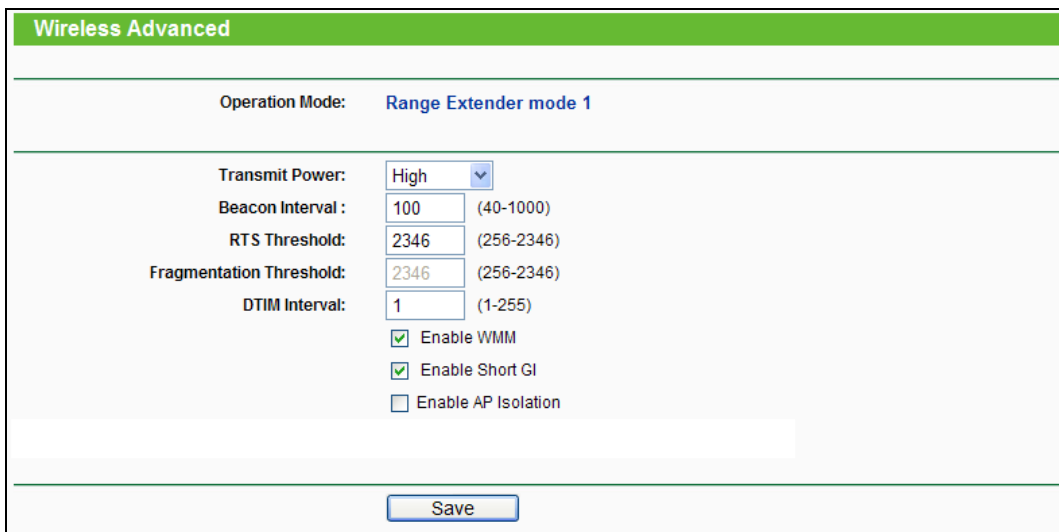 Wireless Advanced
Operation Mode: Range Extender mode 1
Transmit Power: High
Beacon Interval : 100 (40-1000)
RTS Threshold: 2346 (256-2346)
Fragmentation Threshold: 2346 (256-2346)
DTIM Interval: 1 (1-255)
Enable WMM
Enable Short GI
Enable AP Isolation
Save